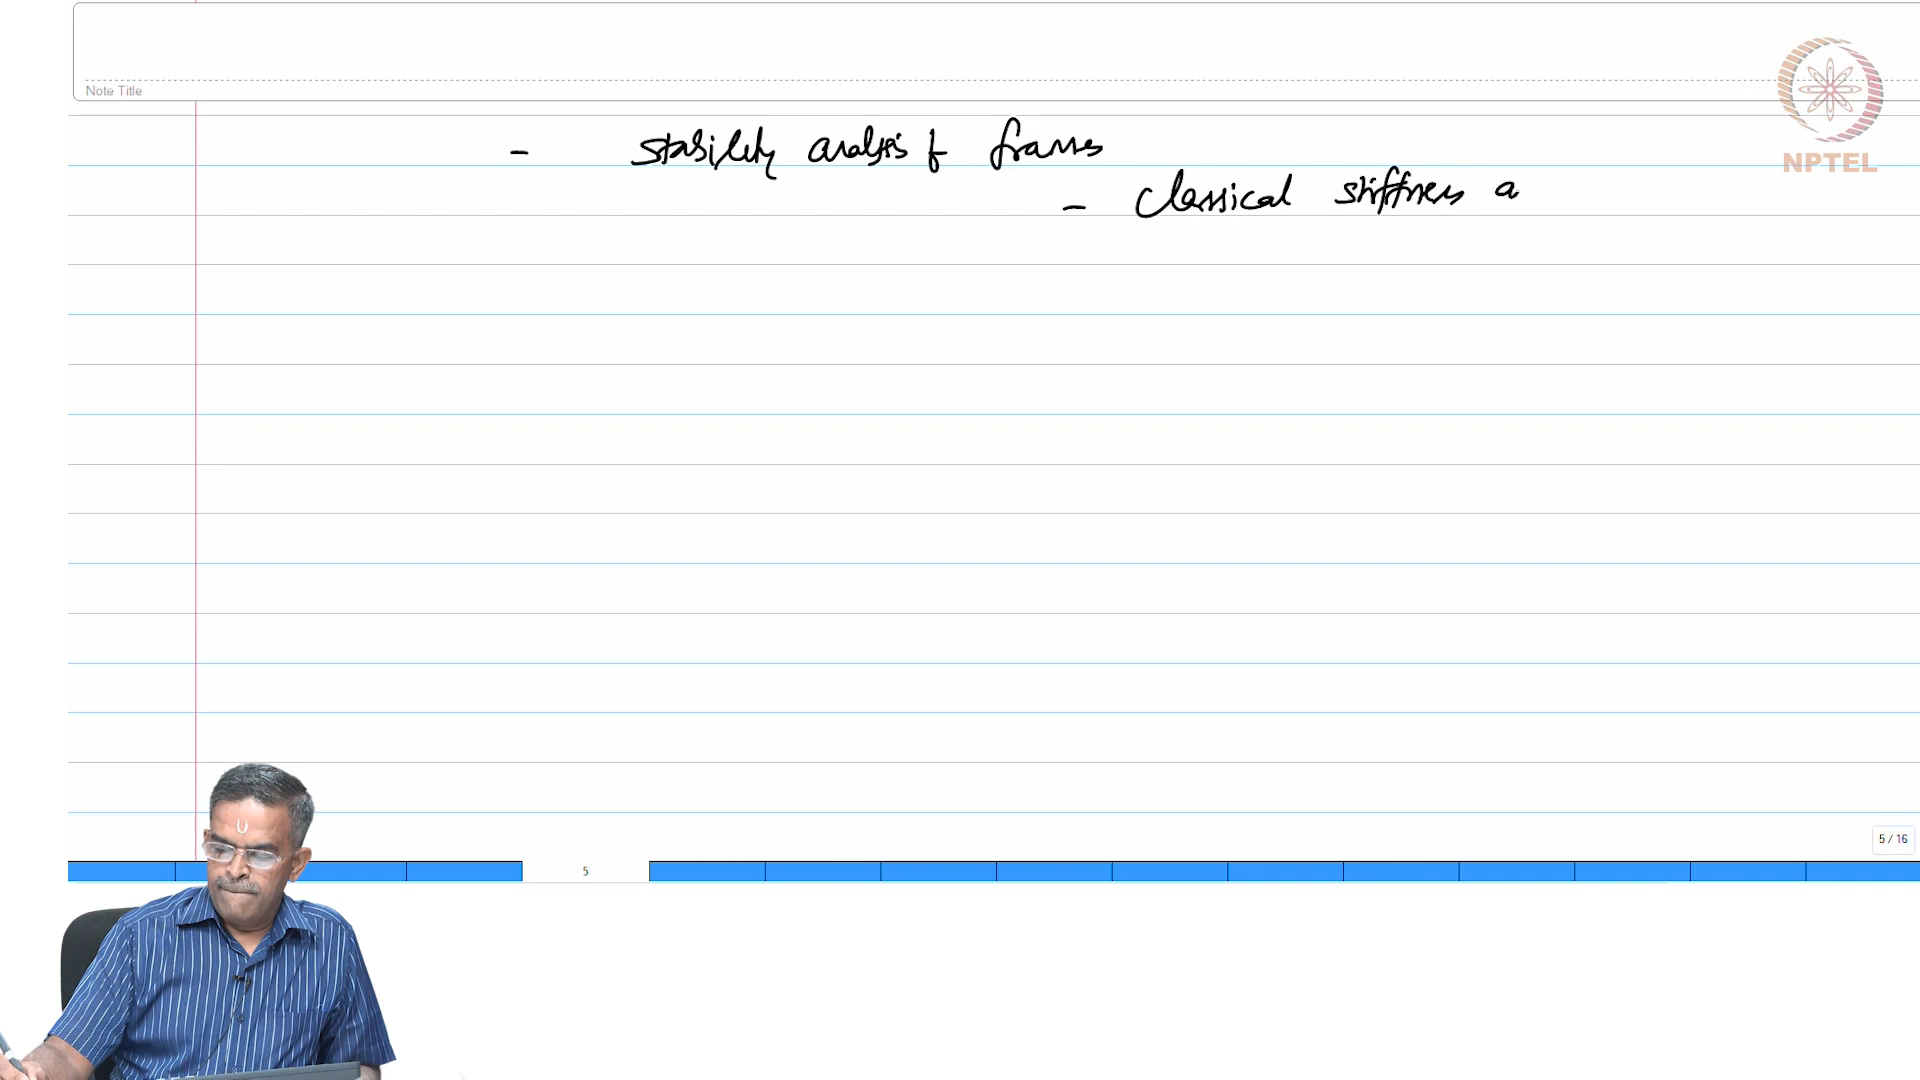 Note Title
- stability analysis of frames
- classical stiffness a
NPTEL
5 / 16
5